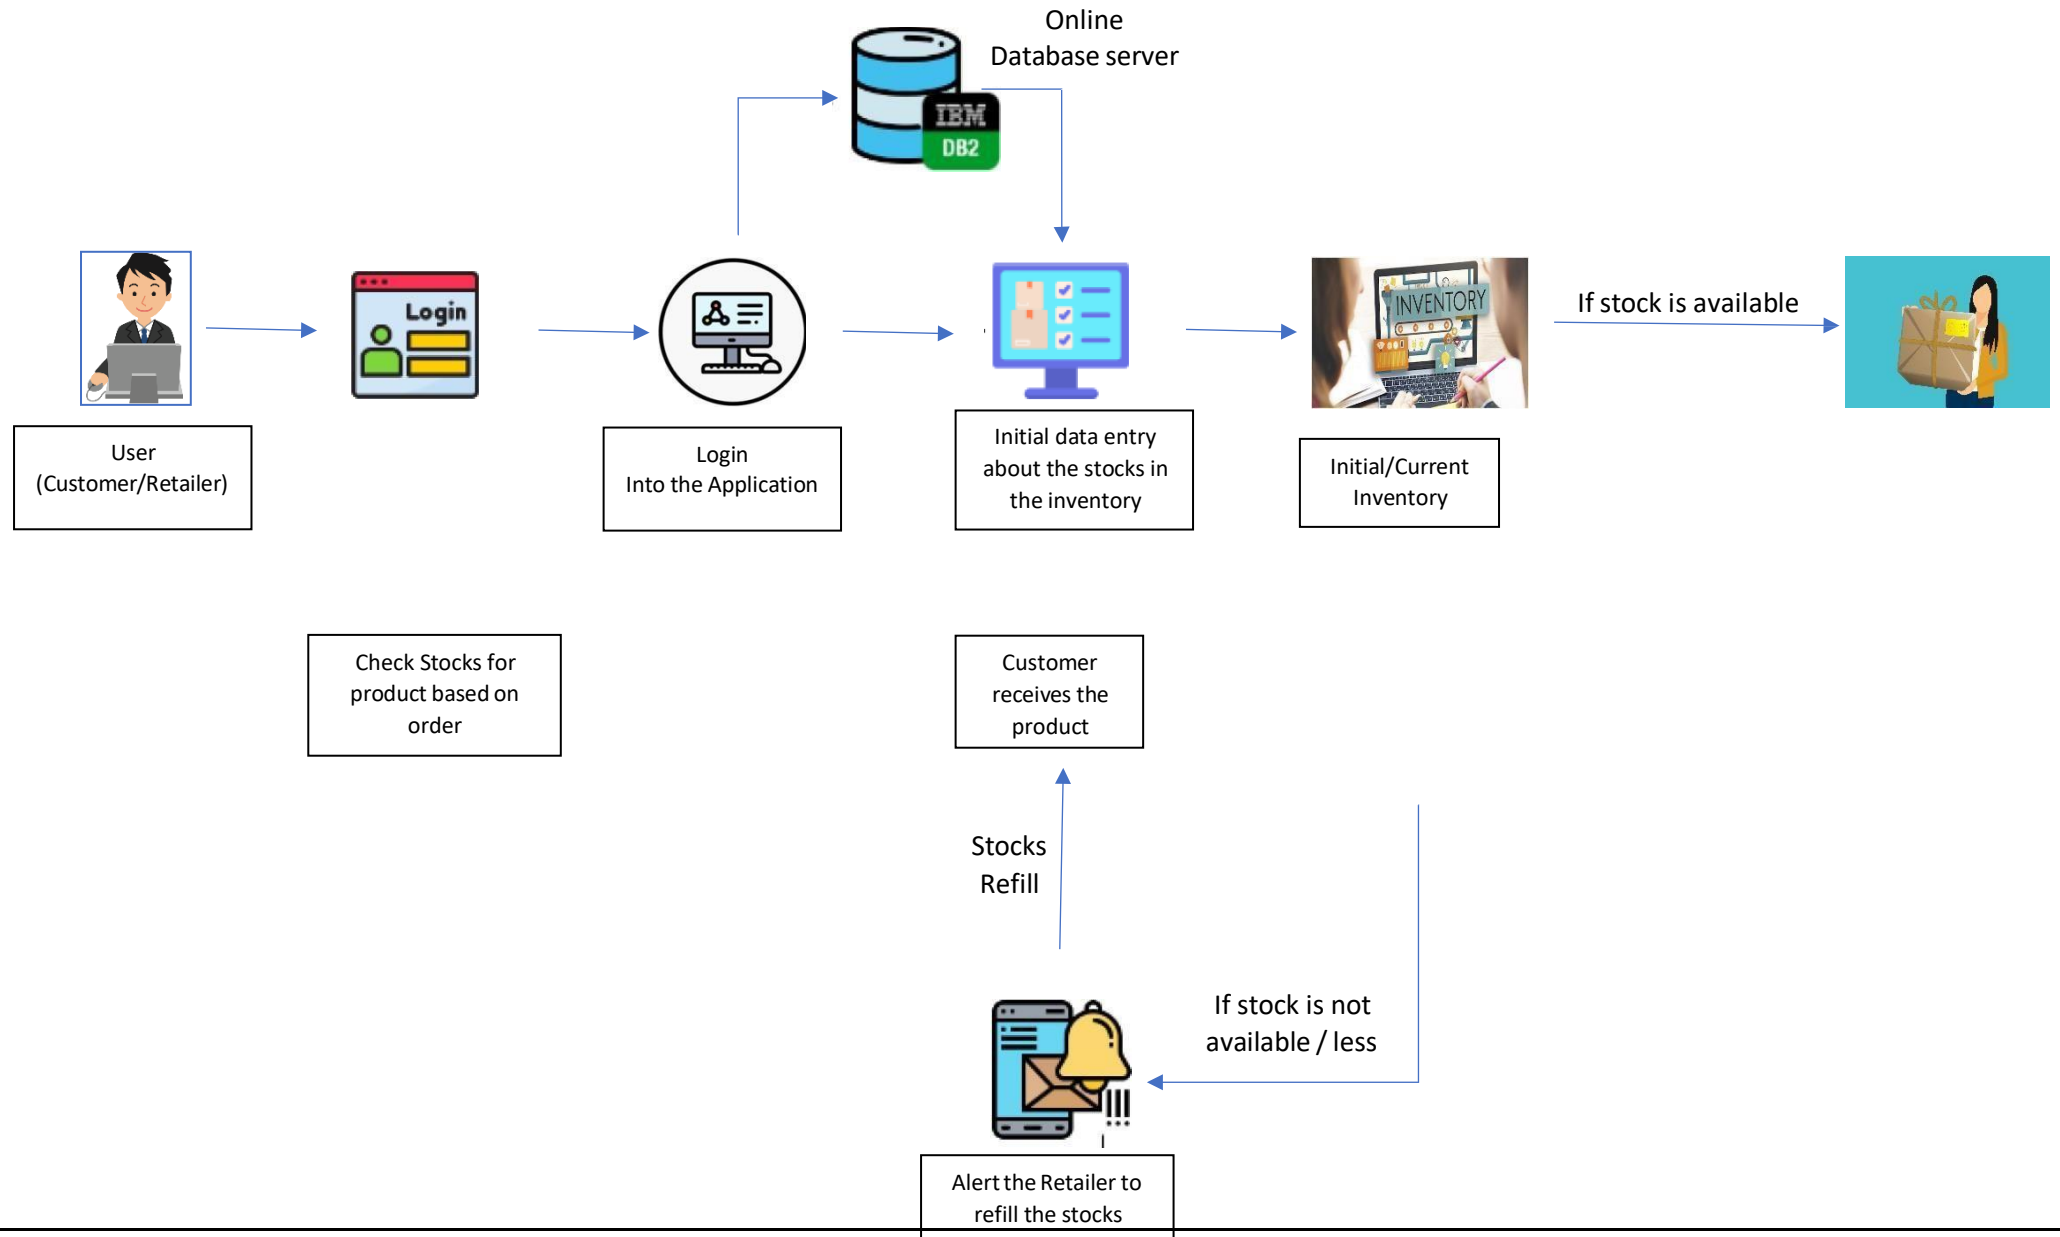 Online
Database server
IBM
DB2
Login
INVENTORY
If stock is available
User
(Customer/Retailer)
Login
Into the Application
Initial data entry
about the stocks in
the inventory
Initial/Current
Inventory
Check Stocks for
product based on
order
Customer
receives the
product
Stocks
Refill
If stock is not
available / less
Alert the Retailer to
refill the stocks